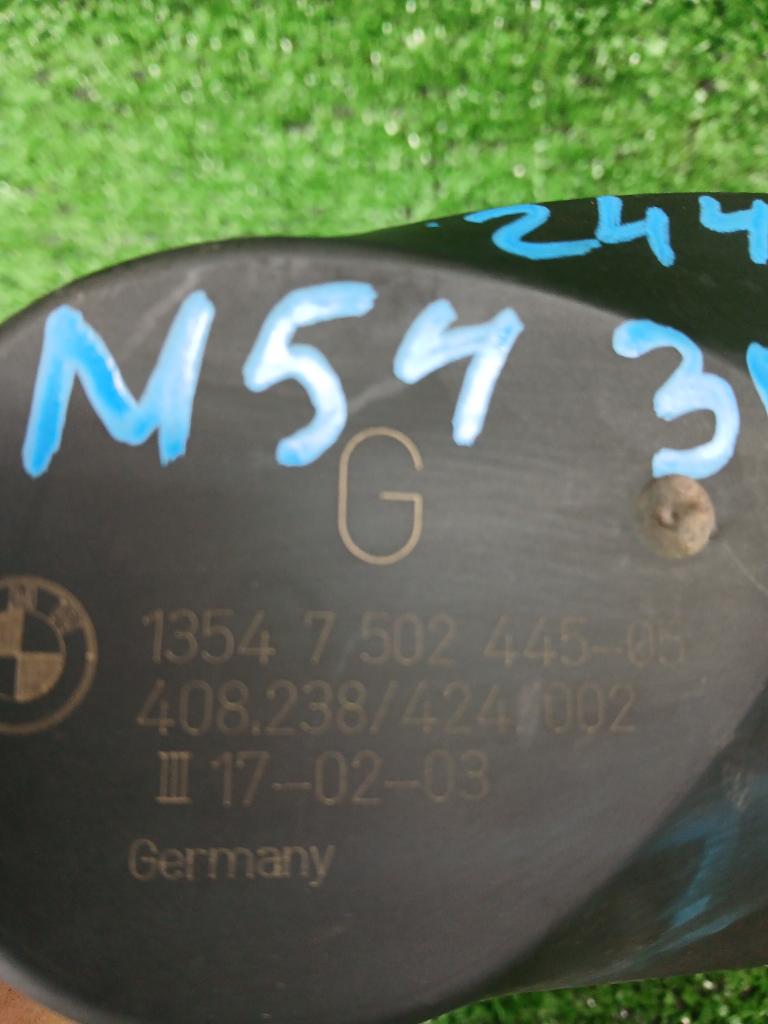 244
M54 3
G
1354 7 502 445-05
408.238/424/002
III 17-02-03
Germany